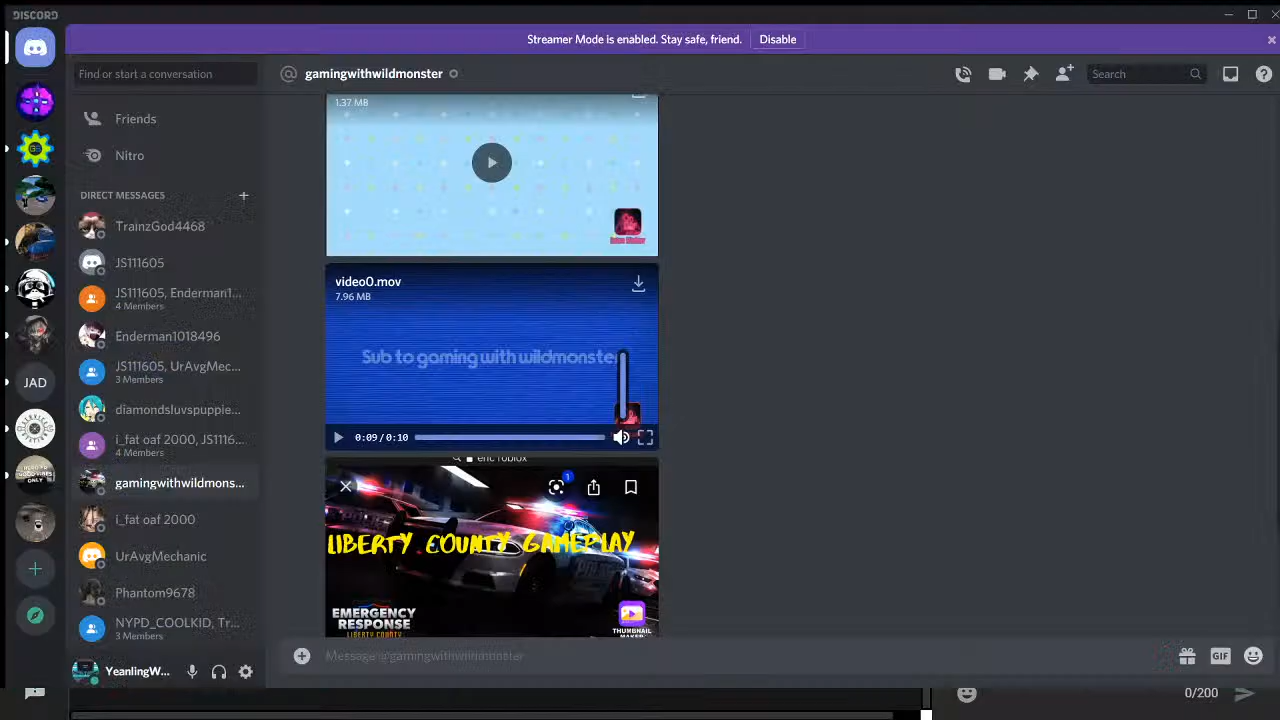 DISCORD
Streamer Mode is enabled. Stay safe, friend.
Disable
Find or start a conversation
gamingwithwildmonster
Search
Friends
Nitro
DIRECT MESSAGES
TrainzGod4468
JS111605
JS111605, Enderman1...
4 Members
Enderman1018496
JS111605, UrAvgMec...
3 Members
diamondsluvspuppie...
i_fat oaf 2000, JS1116...
4 Members
gamingwithwildmons...
i_fat oaf 2000
UrAvgMechanic
Phantom9678
NYPD_COOLKID, Tr...
3 Members
YeanlingW...
JAD
1.37 MB
video0.mov
7.96 MB
Sub to gaming with wildmonster
0:09/0:10
eric roblox
1
LIBERTY COUNTY GAMEPLAY
EMERGENCY
RESPONSE
LIBERTY COUNTY
THUMBNAIL
MAKER
Message @gamingwithwildmonster
GIF
0/200